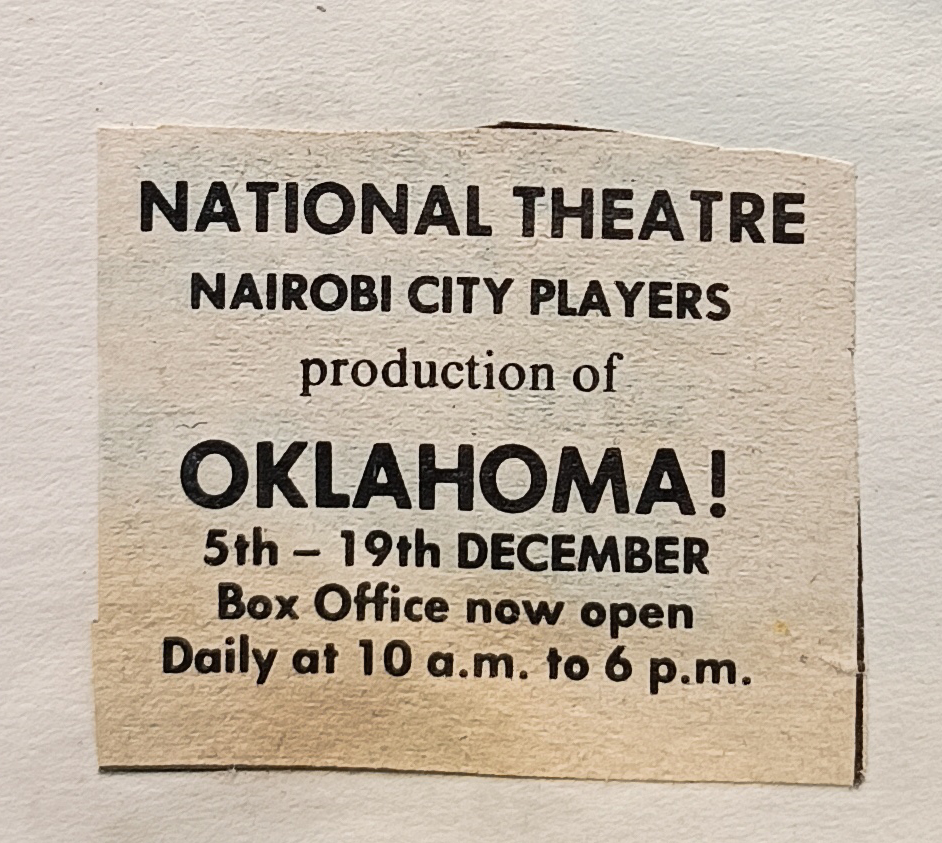 NATIONAL THEATRE
NAIROBI CITY PLAYERS
production of
OKLAHOMA!
5th – 19th DECEMBER
Box Office now open
Daily at 10 a.m. to 6 p.m.